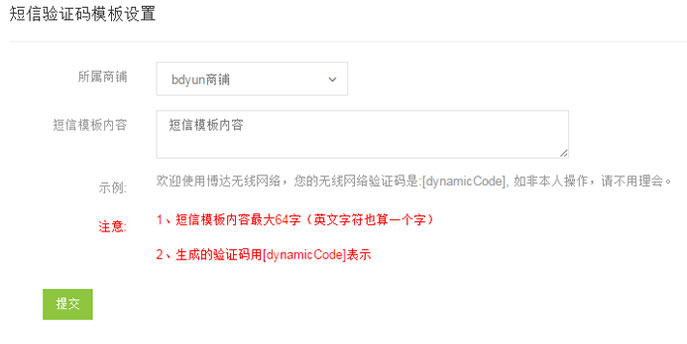 短信验证码模板设置
所属商铺 bdyun商铺
短信模板内容 短信模板内容
示例: 欢迎使用博达无线网络，您的无线网络验证码是:[dynamicCode], 如非本人操作，请不用理会。
注意: 1、短信模板内容最大64字（英文字符也算一个字）
2、生成的验证码用[dynamicCode]表示
提交